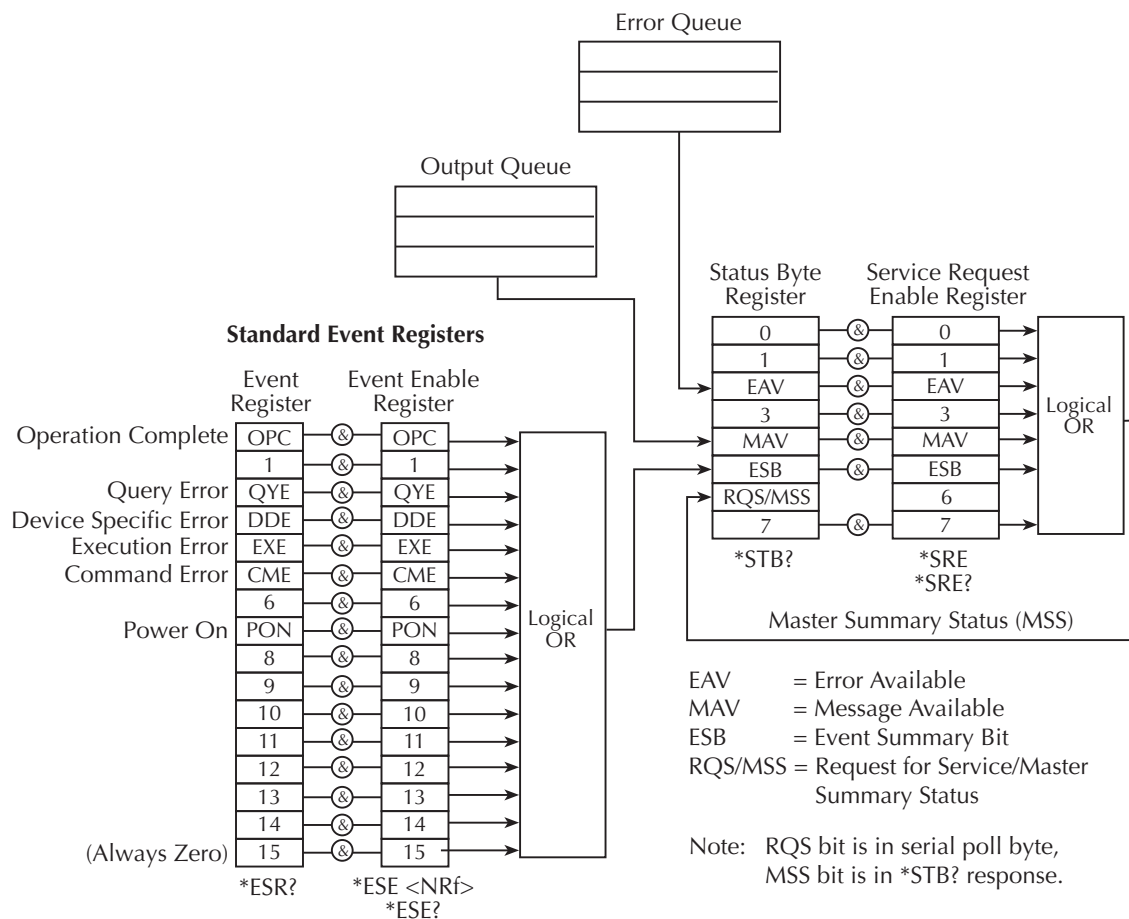 Error Queue
Output Queue
Status Byte
Register
Service Request
Enable Register
0 & 0
1 & 1
EAV & EAV
3 & 3
MAV & MAV
ESB & ESB
RQS/MSS 6
7 & 7
Logical
OR
*STB?
*SRE
*SRE?
Master Summary Status (MSS)
Standard Event Registers
Event
Register
Event Enable
Register
Operation Complete OPC & OPC
1 & 1
Query Error QYE & QYE
Device Specific Error DDE & DDE
Execution Error EXE & EXE
Command Error CME & CME
6 & 6
Power On PON & PON
8 & 8
9 & 9
10 & 10
11 & 11
12 & 12
13 & 13
14 & 14
(Always Zero) 15 & 15
Logical
OR
*ESR?
*ESE <NRf>
*ESE?
EAV = Error Available
MAV = Message Available
ESB = Event Summary Bit
RQS/MSS = Request for Service/Master
Summary Status
Note: RQS bit is in serial poll byte,
MSS bit is in *STB? response.